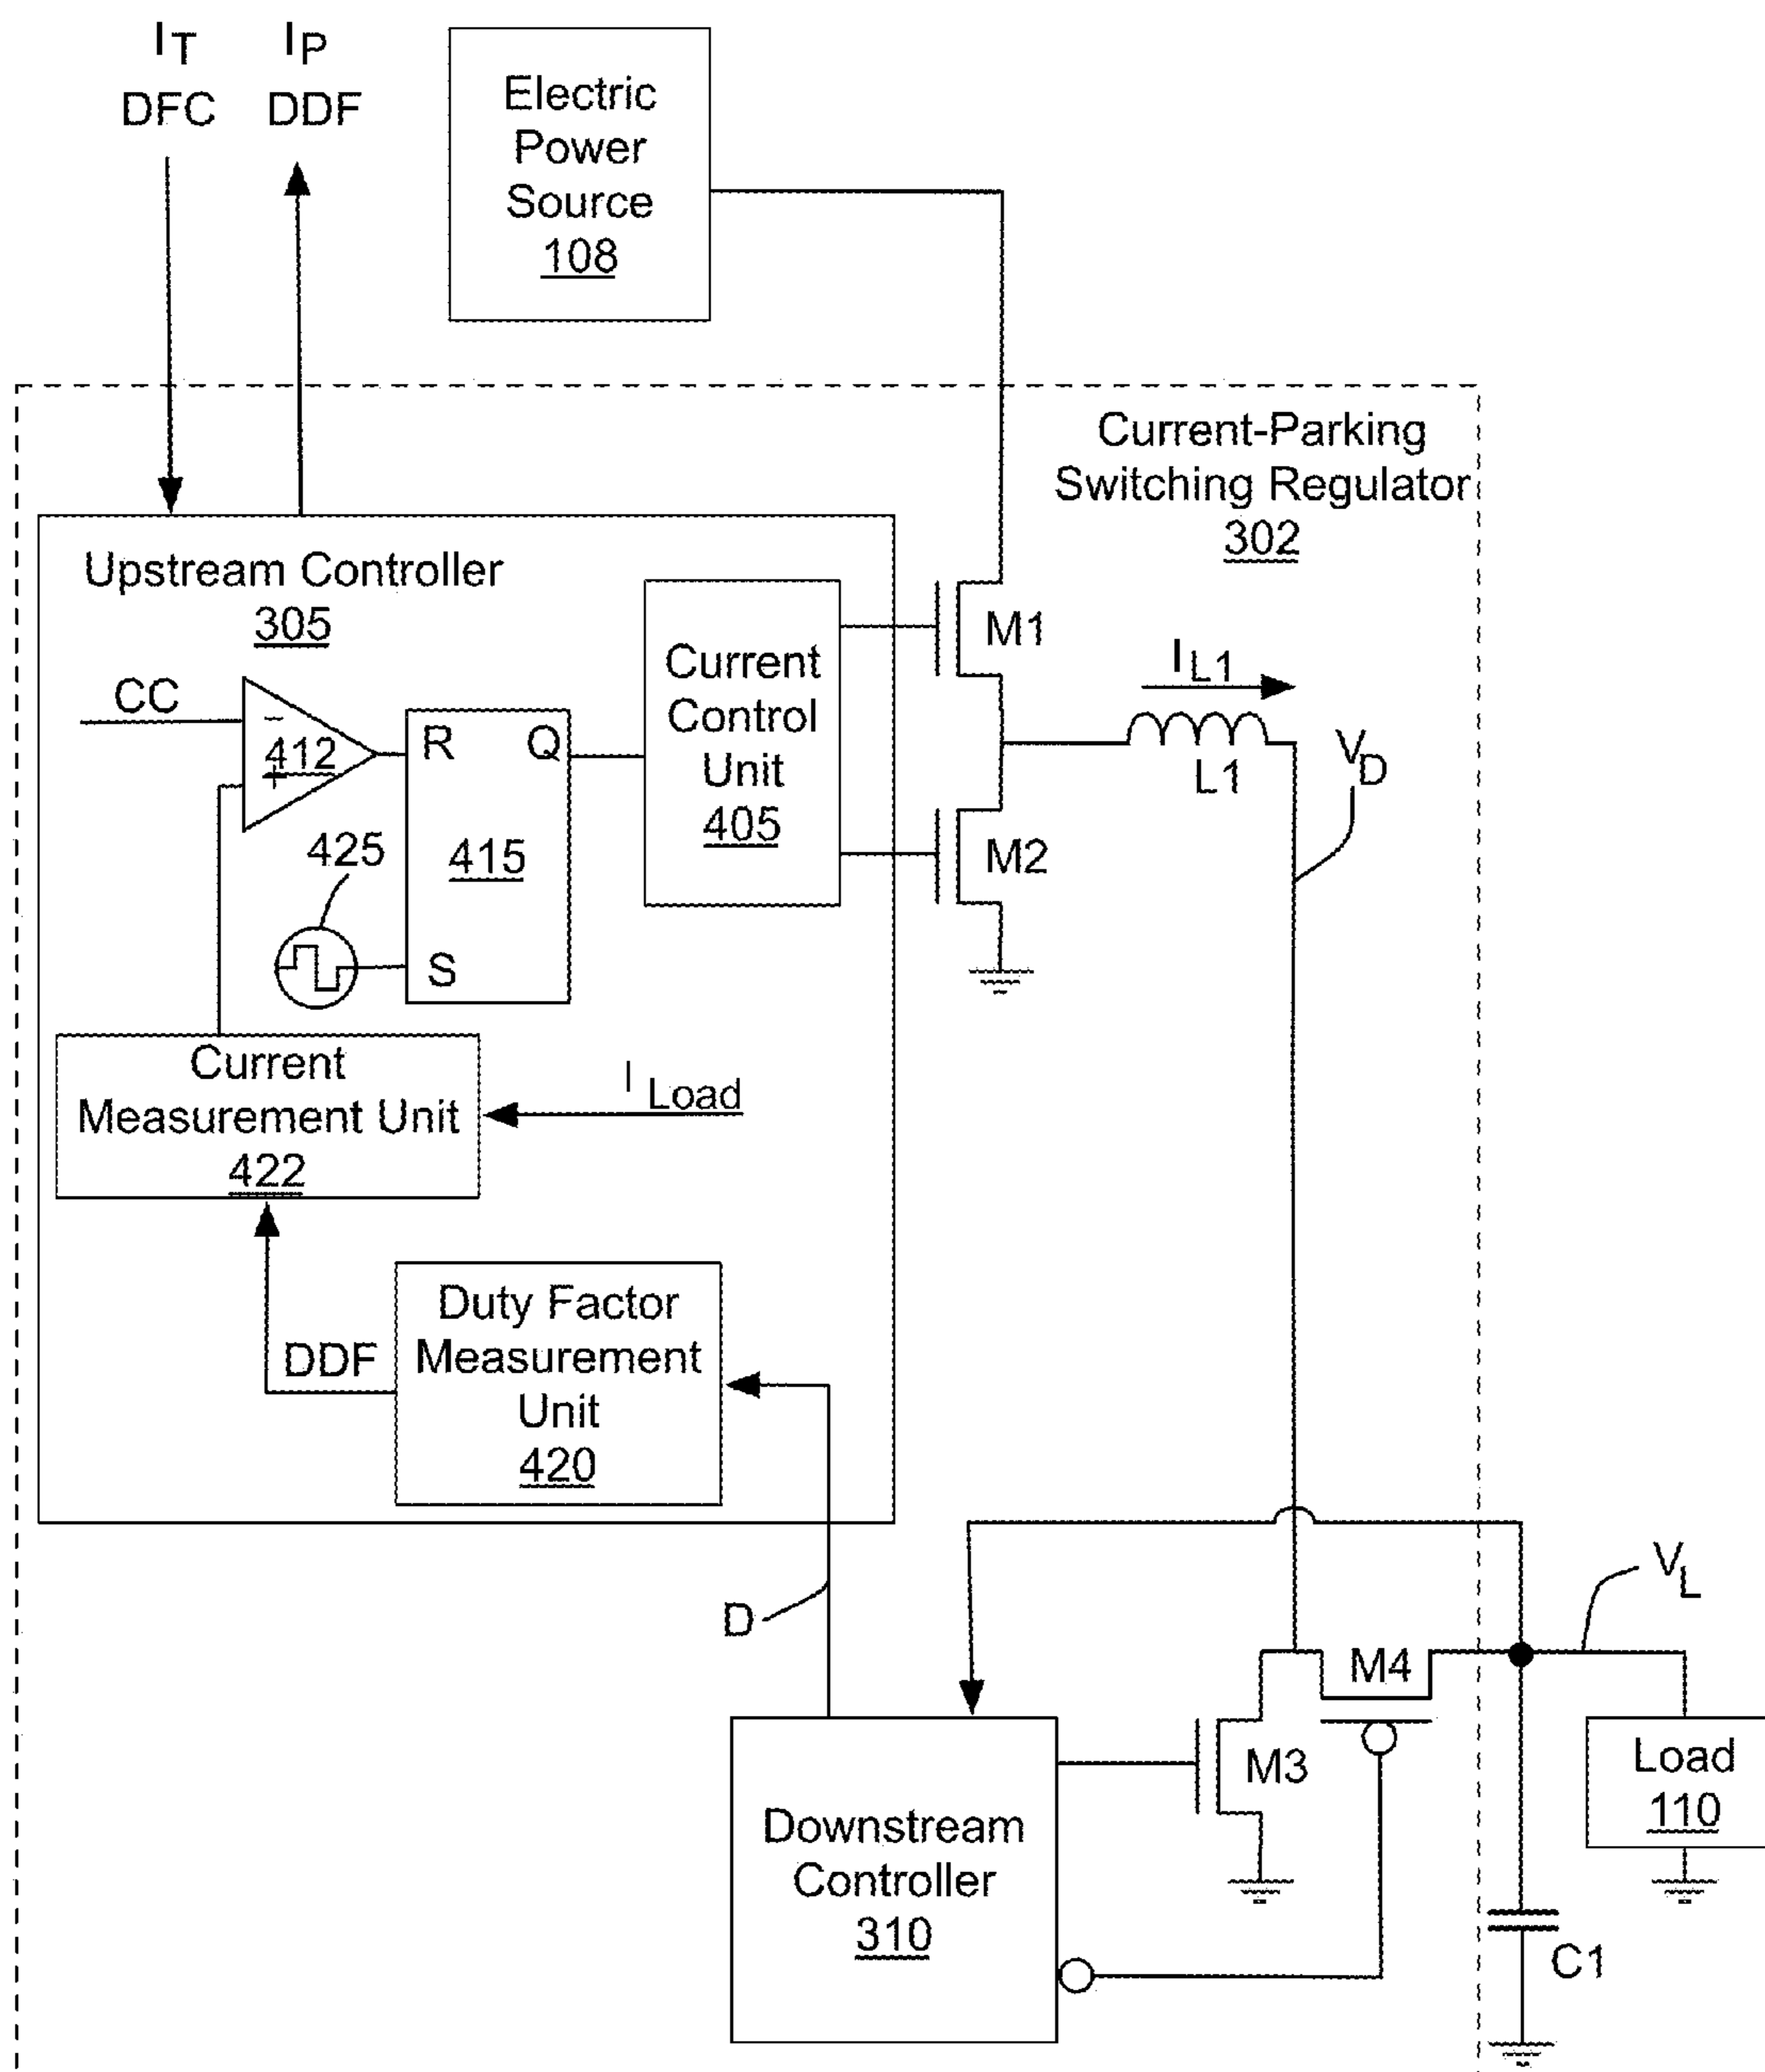 IT IP
DFC DDF
Electric
Power
Source
108
Current-Parking
Switching Regulator
302
Upstream Controller
305
CC
-
412
+
R Q
415
S
425
Current
Control
Unit
405
M1
M2
IL1
L1
VD
Current
Measurement Unit
422
I Load
DDF
Duty Factor
Measurement
Unit
420
D
VL
M4
M3
Downstream
Controller
310
Load
110
C1